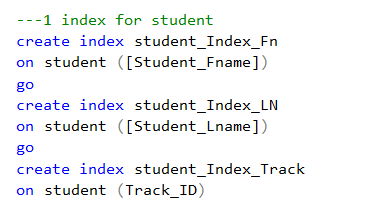 ---1 index for student
create index student_Index_Fn
on student ([Student_Fname])
go
create index student_Index_LN
on student ([Student_Lname])
go
create index student_Index_Track
on student (Track_ID)